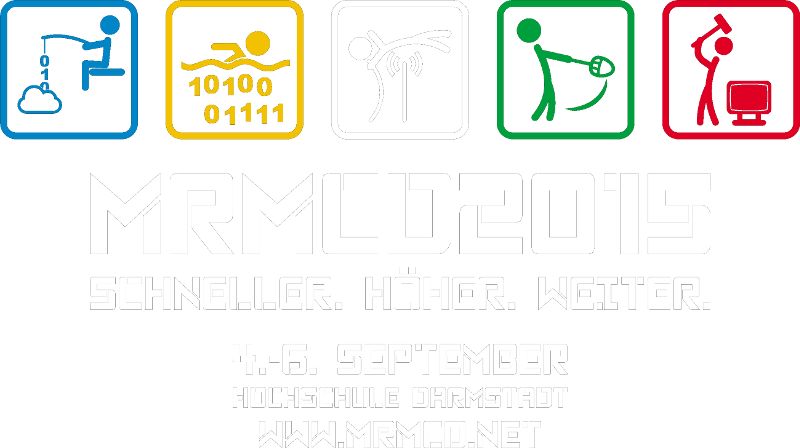 0
1
0
10100
01111
MRMCD2015
SCHNELLER. HÖHER. WEITER.
4.-6. SEPTEMBER
HOCHSCHULE DARMSTADT
WWW.MRMCD.NET